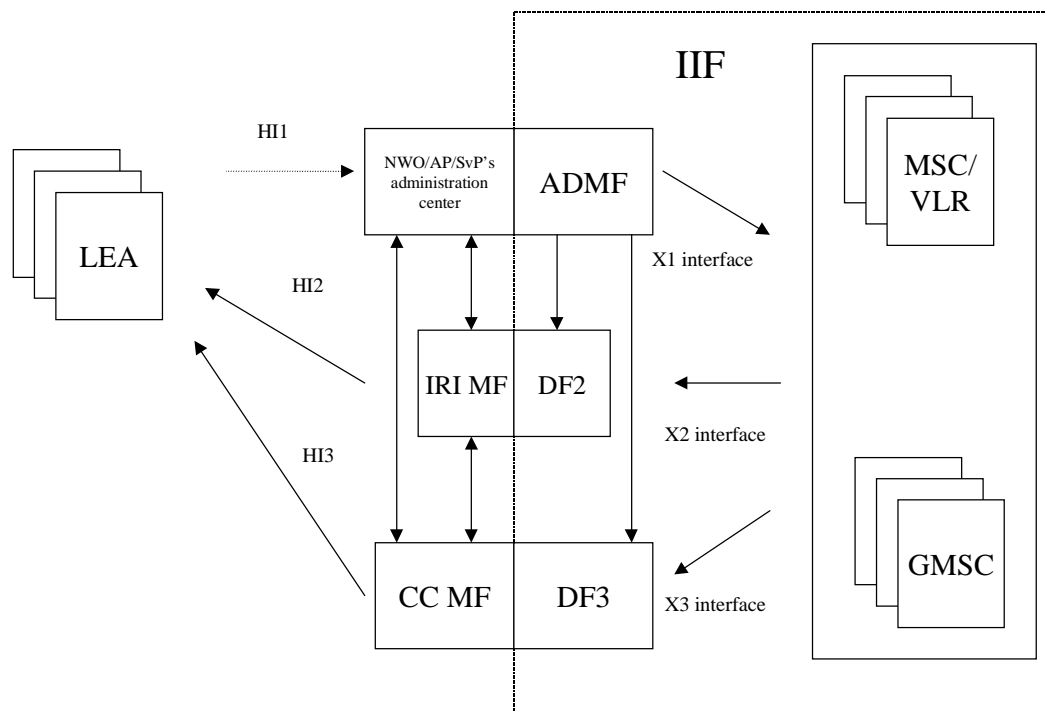 IIF
HI1
NWO/AP/SvP's
administration
center
ADMF
MSC/
VLR
LEA
X1 interface
HI2
IRI MF
DF2
X2 interface
HI3
GMSC
CC MF
DF3
X3 interface